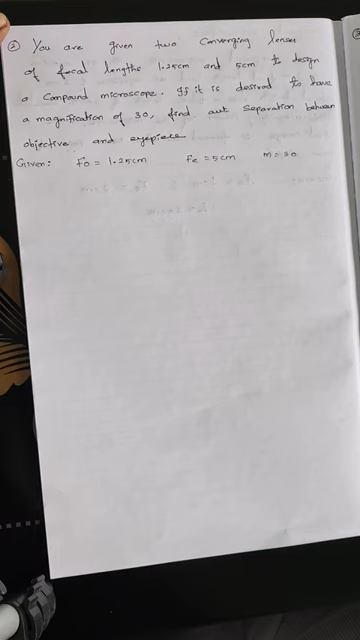 ② You are given two converging lenses
of focal lengths 1.25cm and 5cm to design
a compound microscope. If it is desired to have
a magnification of 30, find out separation between
objective and eyepiece
Given: Fo = 1.25cm Fe = 5cm m = 30